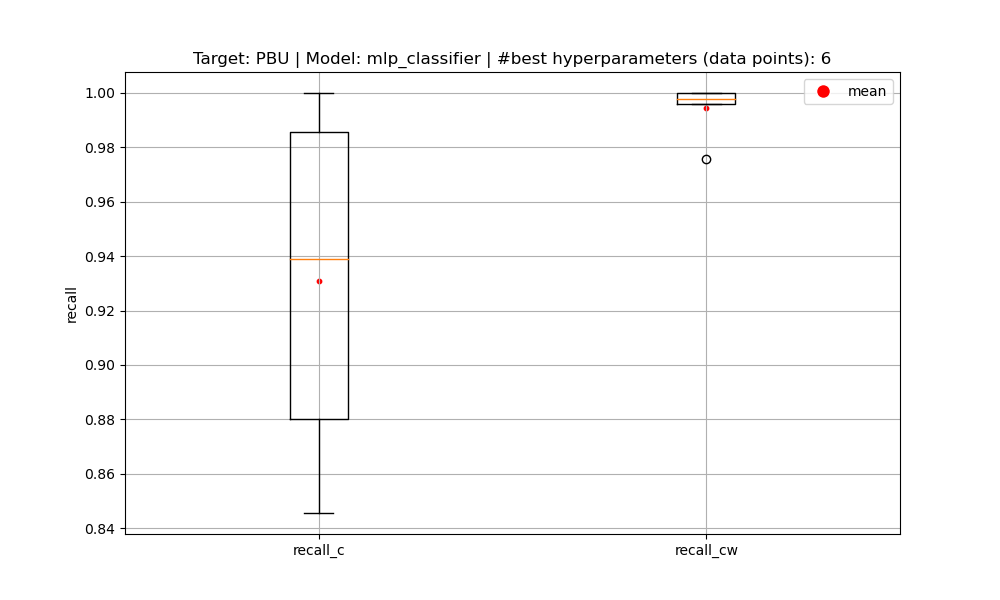 Target: PBU | Model: mlp_classifier | #best hyperparameters (data points): 6
mean
1.00
0.98
0.96
0.94
0.92
0.90
0.88
0.86
0.84
recall
recall_c
recall_cw